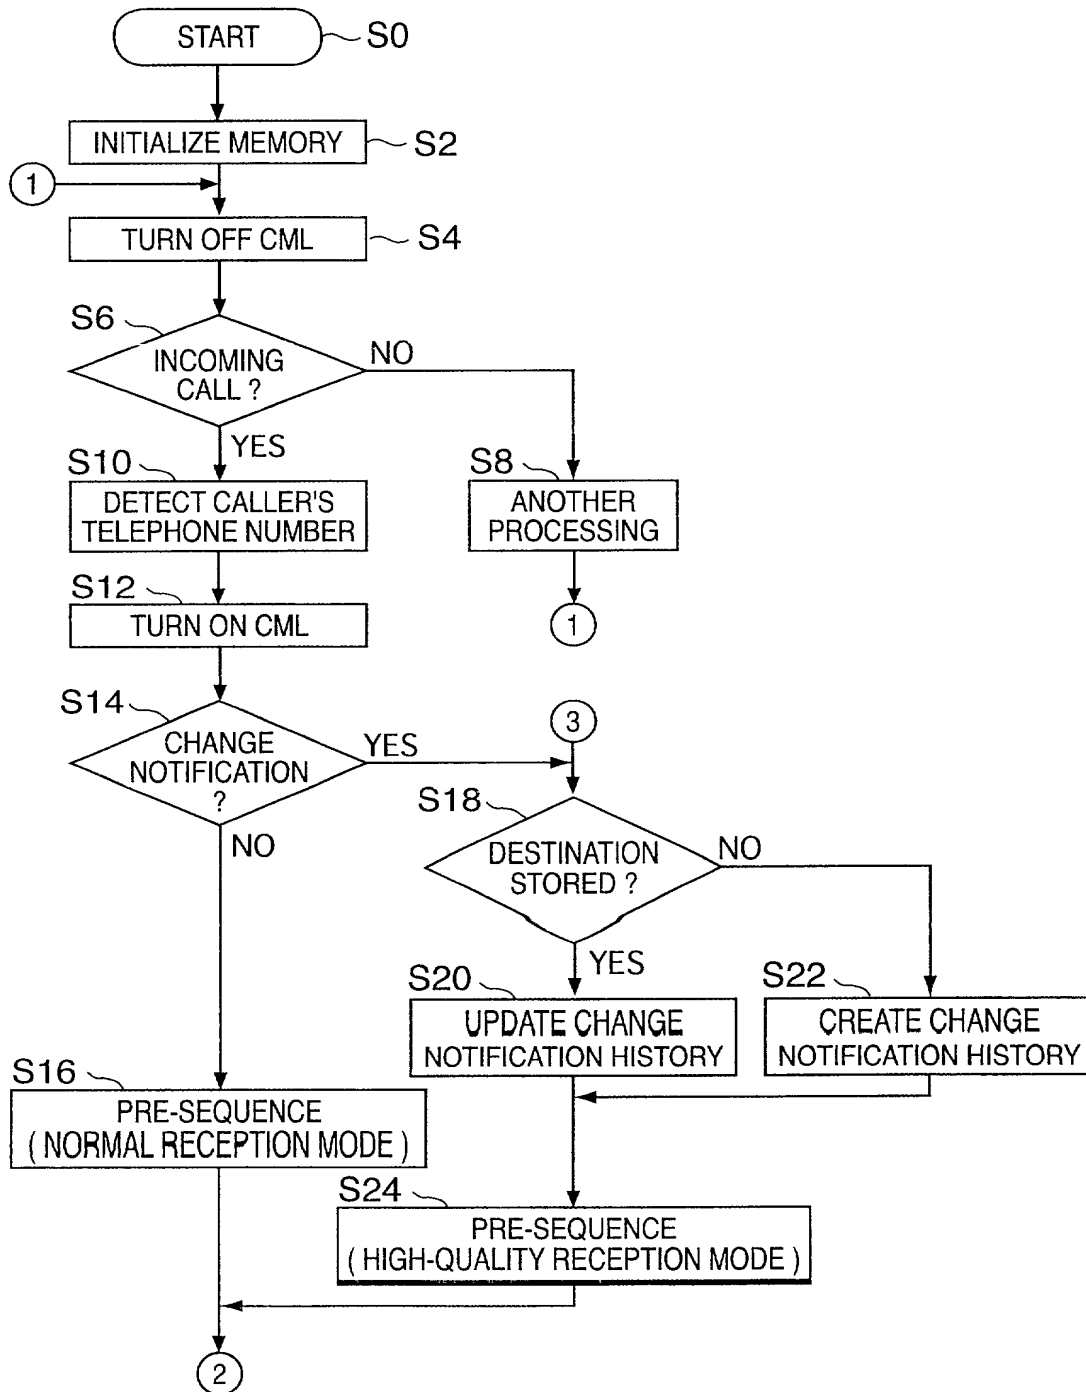 START
S0
INITIALIZE MEMORY
S2
1
TURN OFF CML
S4
S6
INCOMING
CALL ?
NO
YES
S10
DETECT CALLER'S
TELEPHONE NUMBER
S8
ANOTHER
PROCESSING
1
S12
TURN ON CML
S14
CHANGE
NOTIFICATION
?
YES
NO
3
S18
DESTINATION
STORED ?
NO
YES
S20
UPDATE CHANGE
NOTIFICATION HISTORY
S22
CREATE CHANGE
NOTIFICATION HISTORY
S16
PRE-SEQUENCE
( NORMAL RECEPTION MODE )
S24
PRE-SEQUENCE
( HIGH-QUALITY RECEPTION MODE )
2